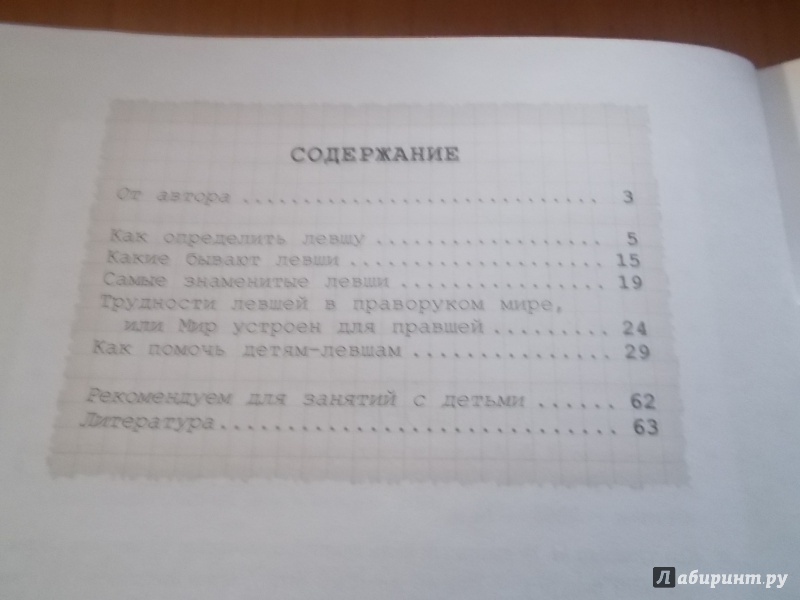 СОДЕРЖАНИЕ
От автора .............................. 3
Как определить левшу ................... 5
Какие бывают левши ................... 15
Самые знаменитые левши ................. 19
Трудности левшей в праворуком мире,
или Мир устроен для правшей .......... 24
Как помочь детям-левшам ................. 29
Рекомендуем для занятий с детьми ...... 62
Литература .............................. 63
Лабиринт.ру